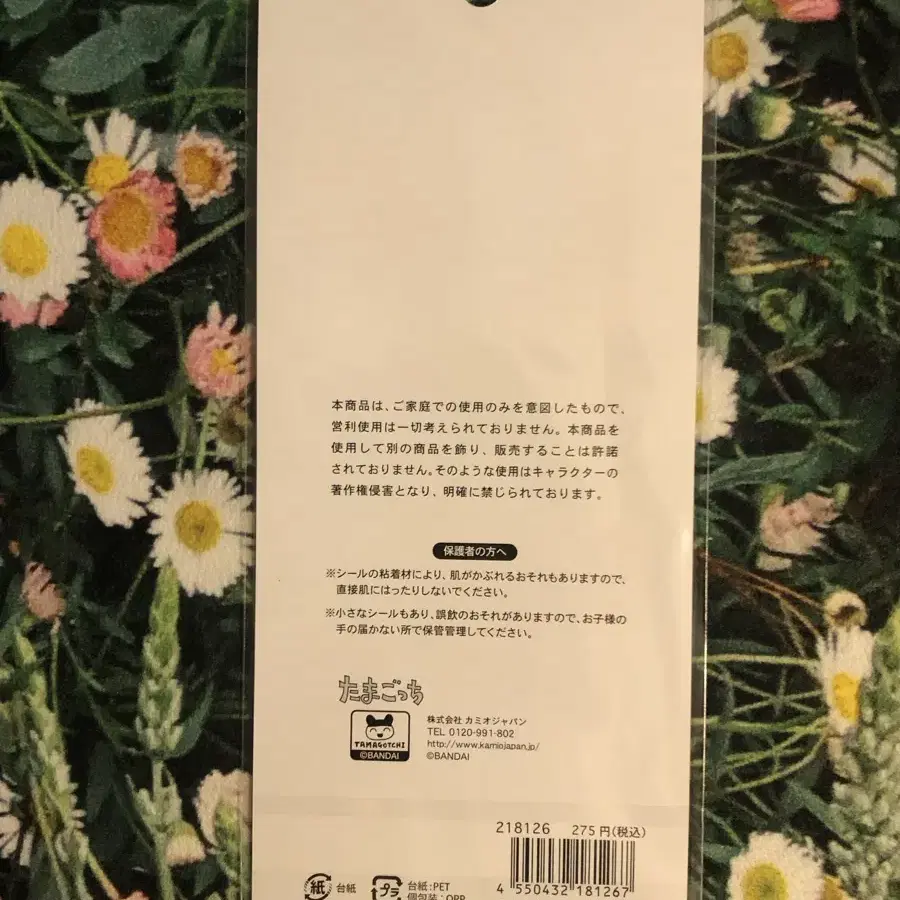 本商品は、ご家庭での使用のみを意図したもので、
営利使用は一切考えられておりません。本商品を
使用して別の商品を飾り、販売することは許諾
されておりません。そのような使用はキャラクターの
著作権侵害となり、明確に禁じられております。
保護者の方へ
※シールの粘着材により、肌がかぶれるおそれもありますので、
直接肌にはったりしないでください。
※小さなシールもあり、誤飲のおそれがありますので、お子様の
手の届かない所で保管管理してください。
たまごっち
TAMAGOTCHI
©BANDAI
株式会社 カミオジャパン
TEL 0120-991-802
http://www.kamiojapan.jp/
©BANDAI
218126 275円(税込)
4 550432 181267
紙 台紙
プラ 台紙:PET
個包装:OPP